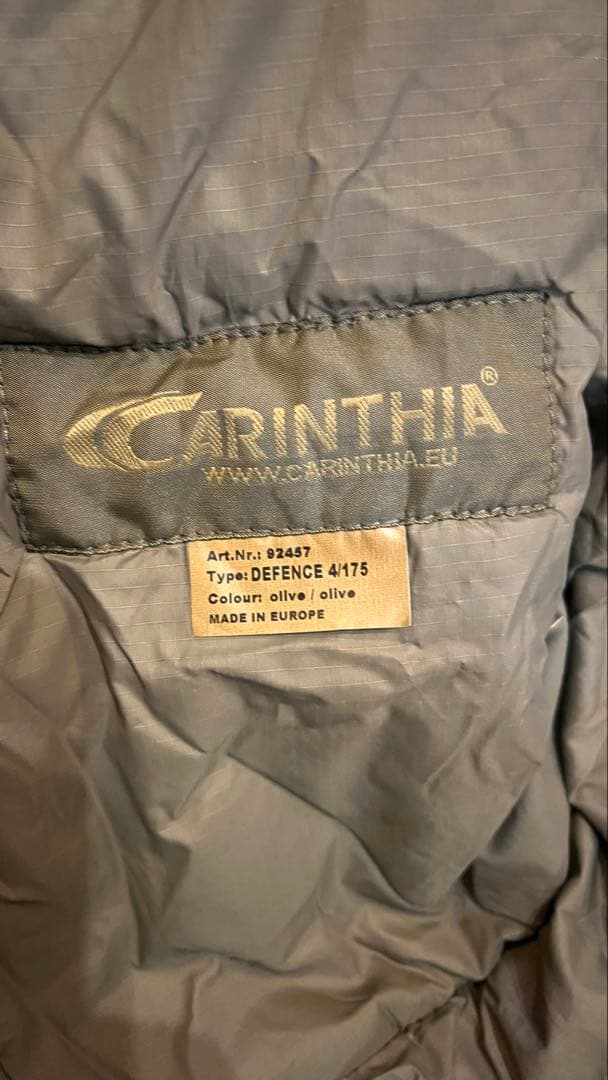 CARINTHIA®
WWW.CARINTHIA.EU
Art.Nr.: 92457
Type: DEFENCE 4/175
Colour: olive / olive
MADE IN EUROPE